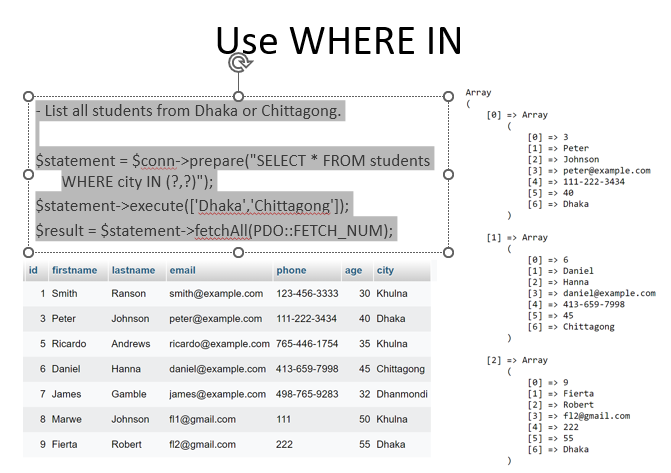 Use WHERE IN
- List all students from Dhaka or Chittagong.
$statement = $conn->prepare("SELECT * FROM students
WHERE city IN (?,?)");
$statement->execute(['Dhaka','Chittagong']);
$result = $statement->fetchAll(PDO::FETCH_NUM);
id firstname lastname email phone age city
1 Smith Ranson smith@example.com 123-456-3333 30 Khulna
3 Peter Johnson peter@example.com 111-222-3434 40 Dhaka
5 Ricardo Andrews ricardo@example.com 765-446-1754 35 Khulna
6 Daniel Hanna daniel@example.com 413-659-7998 45 Chittagong
7 James Gamble james@example.com 498-765-9283 32 Dhanmondi
8 Marwe Johnson fl1@gmail.com 111 50 Khulna
9 Fierta Robert fl2@gmail.com 222 55 Dhaka
Array
(
[0] => Array
(
[0] => 3
[1] => Peter
[2] => Johnson
[3] => peter@example.com
[4] => 111-222-3434
[5] => 40
[6] => Dhaka
)
[1] => Array
(
[0] => 6
[1] => Daniel
[2] => Hanna
[3] => daniel@example.com
[4] => 413-659-7998
[5] => 45
[6] => Chittagong
)
[2] => Array
(
[0] => 9
[1] => Fierta
[2] => Robert
[3] => fl2@gmail.com
[4] => 222
[5] => 55
[6] => Dhaka
)